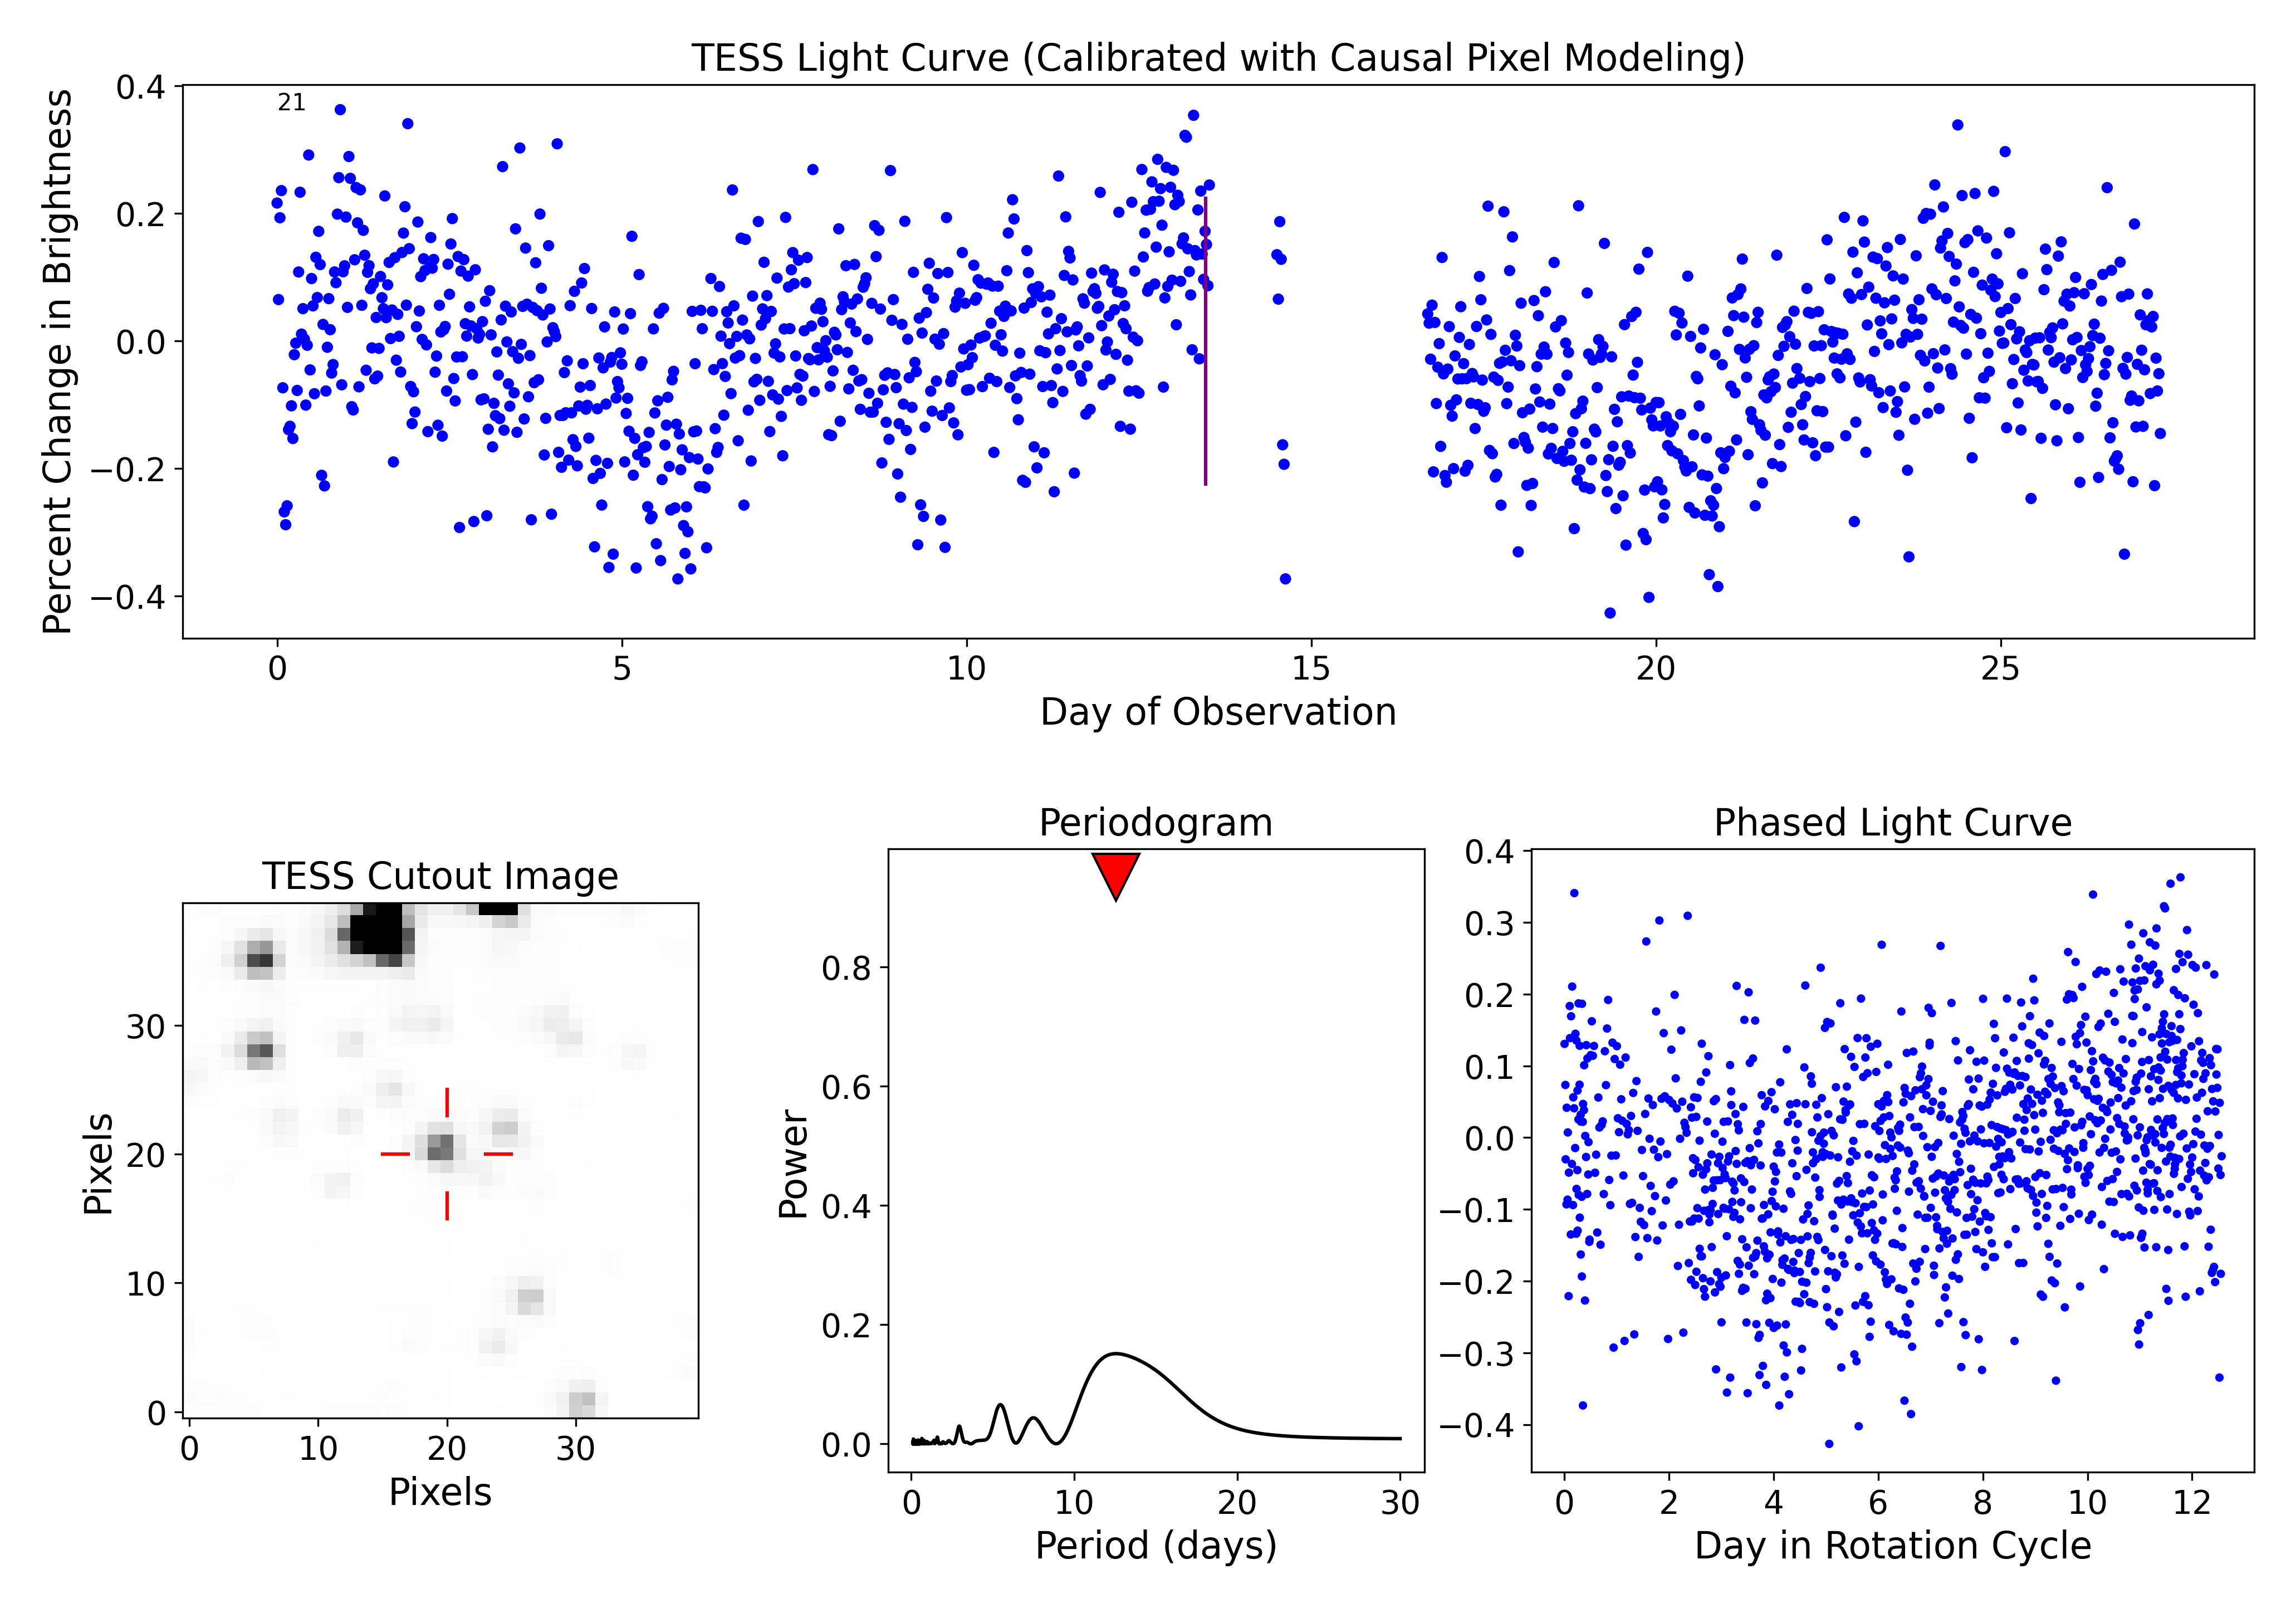 TESS Light Curve (Calibrated with Causal Pixel Modeling)
21
Percent Change in Brightness
0.4
0.2
0.0
−0.2
−0.4
0 5 10 15 20 25
Day of Observation
TESS Cutout Image
Pixels
30
20
10
0
0 10 20 30
Pixels
Periodogram
Power
0.8
0.6
0.4
0.2
0.0
0 10 20 30
Period (days)
Phased Light Curve
0.4
0.3
0.2
0.1
0.0
−0.1
−0.2
−0.3
−0.4
0 2 4 6 8 10 12
Day in Rotation Cycle